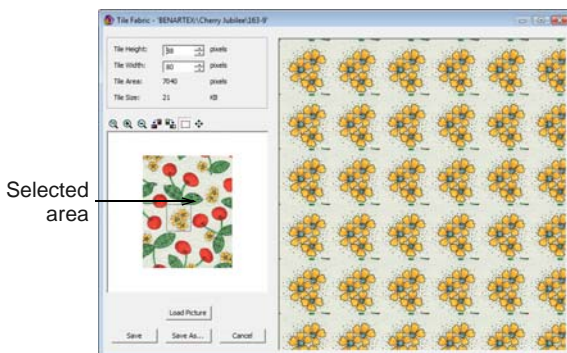 Tile Fabric - 'BENARTEX\Cherry Jubilee\163-9'
Tile Height: 88 pixels
Tile Width: 80 pixels
Tile Area: 7040 pixels
Tile Size: 21 KB
Selected
area
Load Picture
Save Save As... Cancel